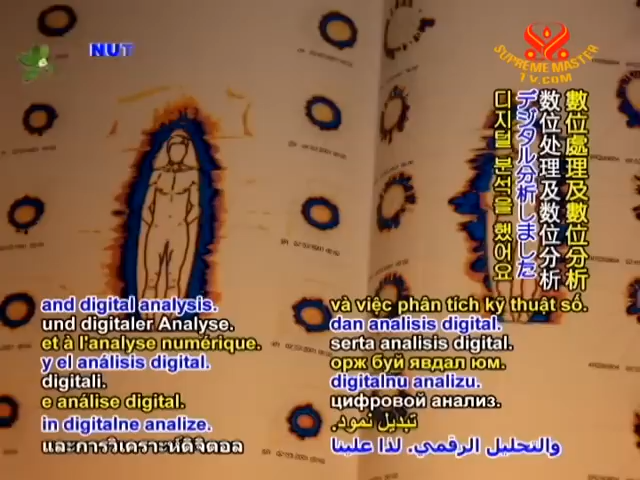 NUT
SUPREME MASTER
TV.COM
數位處理及數位分析
数位处理及数位分析
デジタル分析しました
디지털 분석을 했어요
and digital analysis.
und digitaler Analyse.
et à l'analyse numérique.
y el análisis digital.
digitali.
e análise digital.
in digitalne analize.
และการวิเคราะห์ดิจิตอล
và việc phân tích kỹ thuật số.
dan analisis digital.
serta analisis digital.
орж буй явдал юм.
digitalnu analizu.
цифровой анализ.
تبدیل نمود.
والتحليل الرقمي. لذا علينا